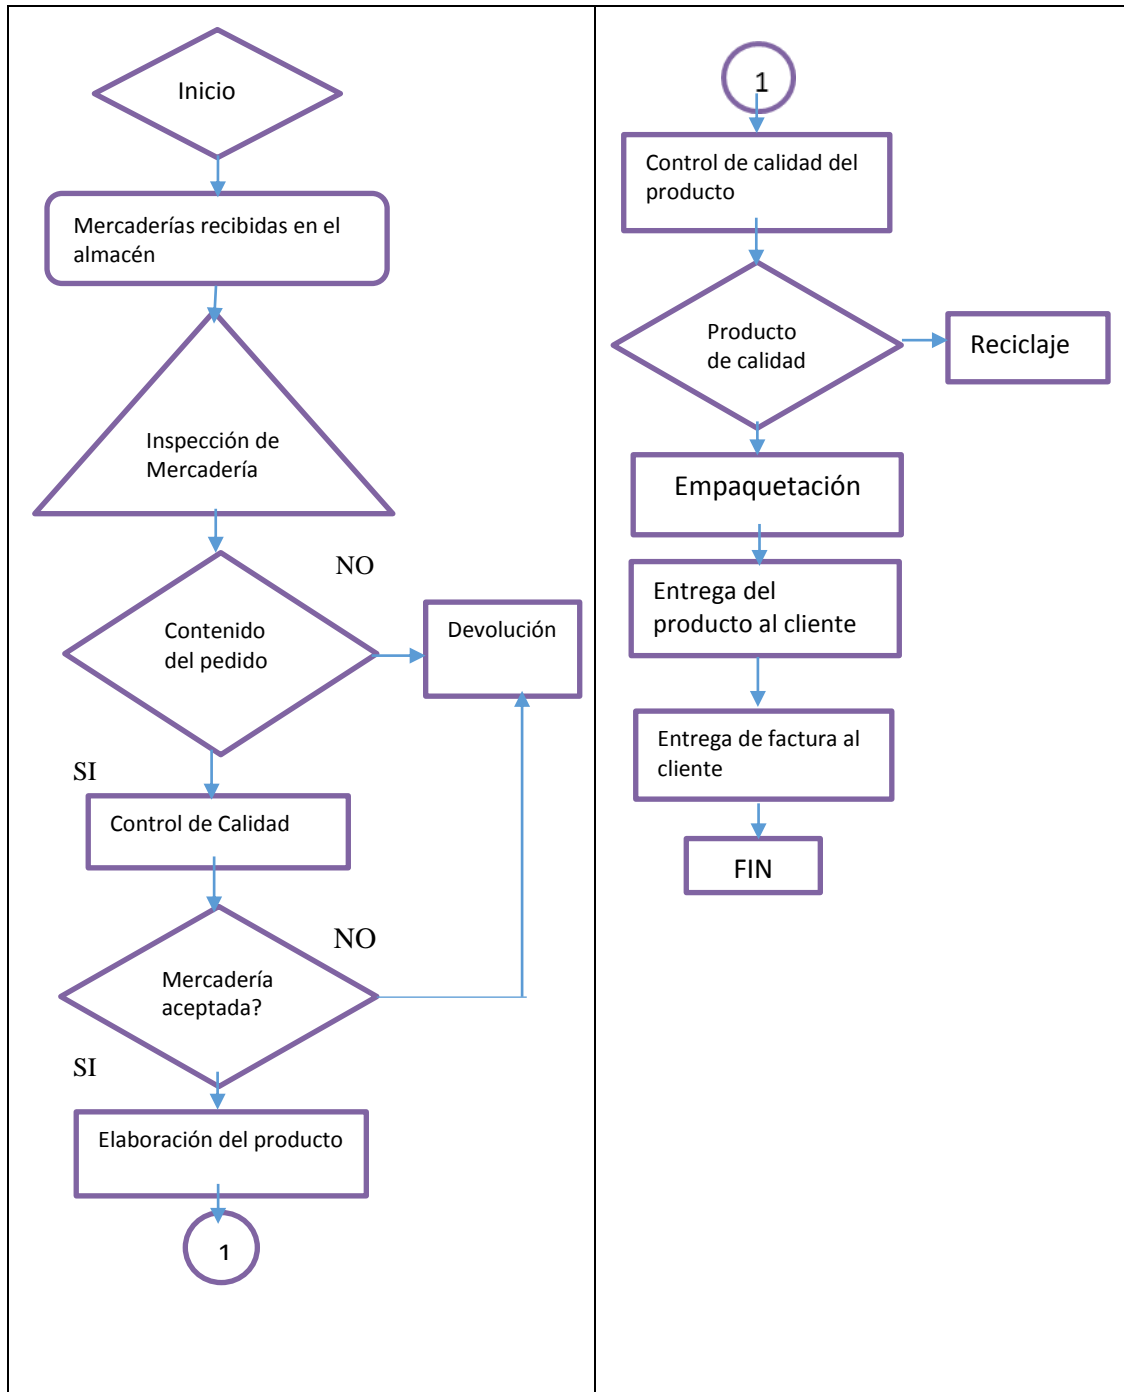 Inicio
Mercaderías recibidas en el
almacén
Inspección de
Mercadería
NO
Contenido
del pedido
Devolución
SI
Control de Calidad
NO
Mercadería
aceptada?
SI
Elaboración del producto
1
1
Control de calidad del
producto
Producto
de calidad
Reciclaje
Empaquetación
Entrega del
producto al cliente
Entrega de factura al
cliente
FIN